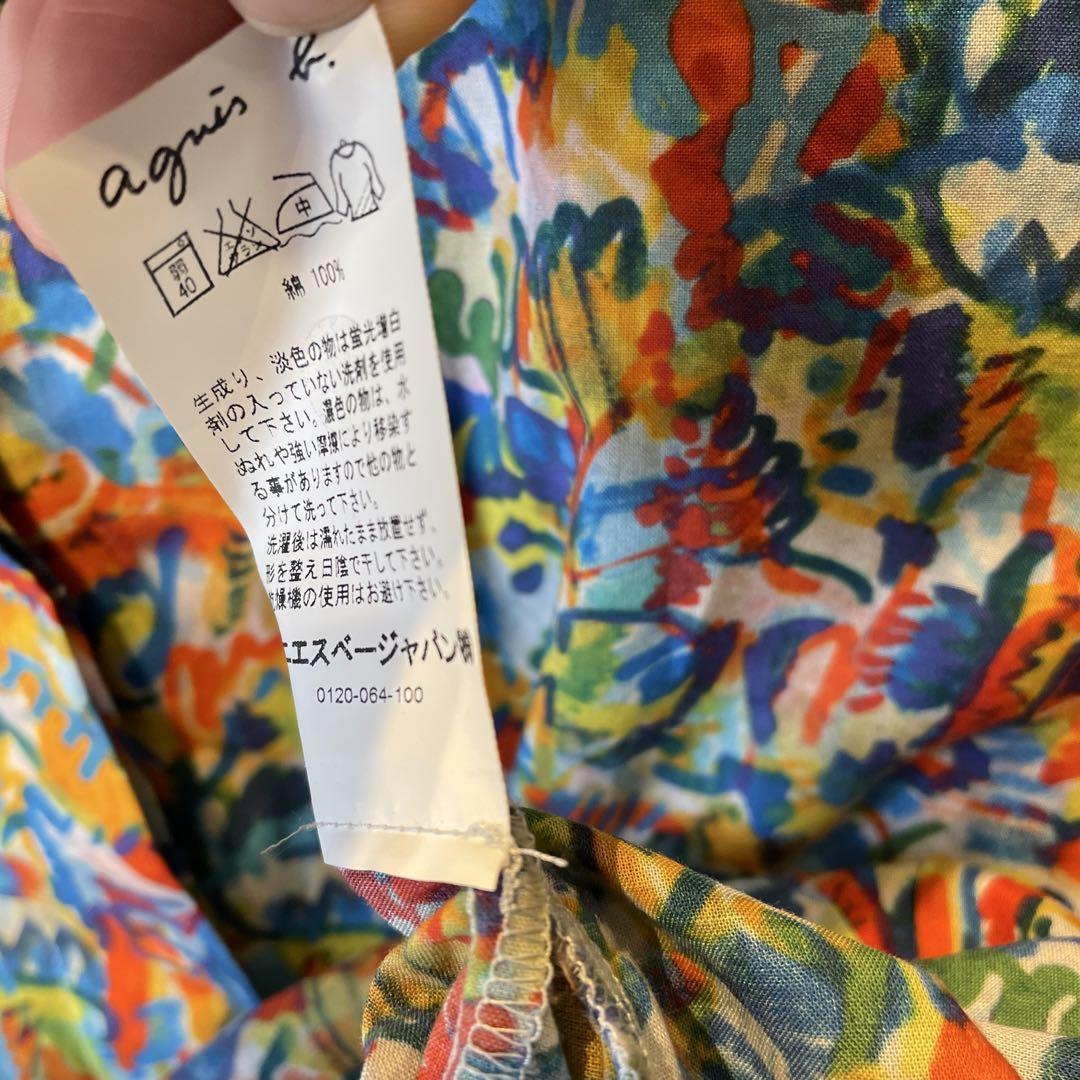 agnès b.
弱
40
エンソ
サラシ
中
綿 100%
生成り、淡色の物は蛍光増白
剤の入っていない洗剤を使用
して下さい。濃色の物は、水
ぬれや強い摩擦により移染す
る事がありますので他の物と
分けて洗って下さい。
洗濯後は濡れたまま放置せず、
形を整え日陰で干して下さい。
乾燥機の使用はお避け下さい。
ニエスベージャパン㈱
0120-064-100